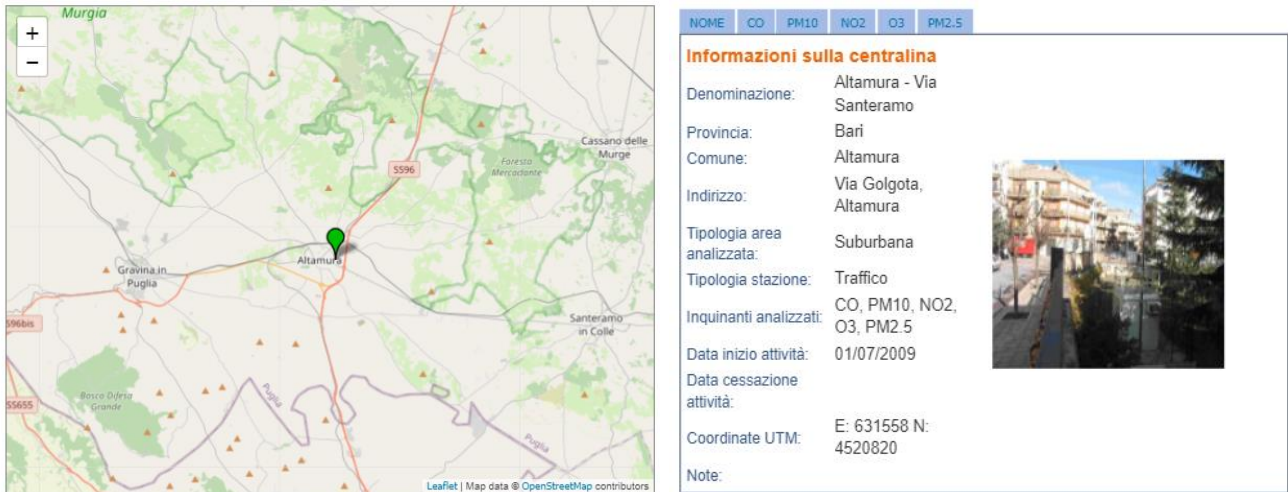 Murgia
+
−
Cassano delle
Murge
Foresta
Mercadante
SS96
Altamura
Gravina in
Puglia
Santeramo
in Colle
S96bis
Bosco Difesa
Grande
SS655
Puglia
Puglia
Leaflet | Map data © OpenStreetMap contributors
NOME CO PM10 NO2 O3 PM2.5
Informazioni sulla centralina
Denominazione: Altamura - Via
Santeramo
Provincia: Bari
Comune: Altamura
Indirizzo: Via Golgota,
Altamura
Tipologia area
analizzata: Suburbana
Tipologia stazione: Traffico
Inquinanti analizzati: CO, PM10, NO2,
O3, PM2.5
Data inizio attività: 01/07/2009
Data cessazione
attività:
Coordinate UTM: E: 631558 N:
4520820
Note: